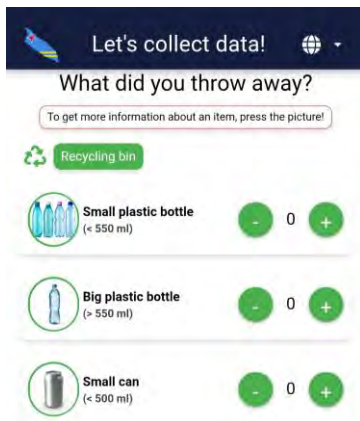 Let's collect data!
What did you throw away?
To get more information about an item, press the picture!
Recycling bin
Small plastic bottle
(< 550 ml)
- 0 +
Big plastic bottle
(> 550 ml)
- 0 +
Small can
(< 500 ml)
- 0 +